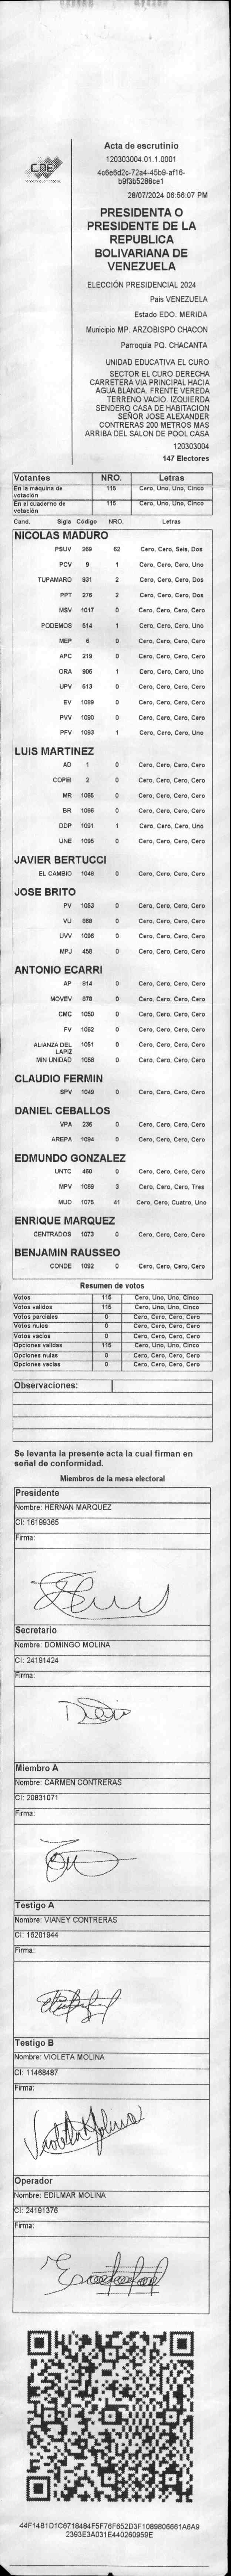 CNE
Acta de escrutinio
120303004.01.1.0001
4c6e6d2c-72a4-45b9-af16-
b9f3b5286ce1
28/07/2024 06:56:07 PM
PRESIDENTA O
PRESIDENTE DE LA
REPUBLICA
BOLIVARIANA DE
VENEZUELA
ELECCIÓN PRESIDENCIAL 2024
Pais VENEZUELA
Estado EDO. MERIDA
Municipio MP. ARZOBISPO CHACON
Parroquia PQ. CHACANTA
UNIDAD EDUCATIVA EL CURO
SECTOR EL CURO DERECHA
CARRETERA VIA PRINCIPAL HACIA
AGUA BLANCA. FRENTE VEREDA
TERRENO VACIO. IZQUIERDA
SENDERO CASA DE HABITACION
SEÑOR JOSE ALEXANDER
CONTRERAS 200 METROS MAS
ARRIBA DEL SALON DE POOL CASA
120303004
147 Electores
Votantes NRO. Letras
En la máquina de votación 115 Cero, Uno, Uno, Cinco
En el cuaderno de votación 115 Cero, Uno, Uno, Cinco
Cand. Sigla Código NRO. Letras
NICOLAS MADURO
PSUV 269 62 Cero, Cero, Seis, Dos
PCV 9 1 Cero, Cero, Cero, Uno
TUPAMARO 931 2 Cero, Cero, Cero, Dos
PPT 276 2 Cero, Cero, Cero, Dos
MSV 1017 0 Cero, Cero, Cero, Cero
PODEMOS 514 1 Cero, Cero, Cero, Uno
MEP 6 0 Cero, Cero, Cero, Cero
APC 219 0 Cero, Cero, Cero, Cero
ORA 906 1 Cero, Cero, Cero, Uno
UPV 513 0 Cero, Cero, Cero, Cero
EV 1089 0 Cero, Cero, Cero, Cero
PVV 1090 0 Cero, Cero, Cero, Cero
PFV 1093 1 Cero, Cero, Cero, Uno
LUIS MARTINEZ
AD 1 0 Cero, Cero, Cero, Cero
COPEI 2 0 Cero, Cero, Cero, Cero
MR 1065 0 Cero, Cero, Cero, Cero
BR 1086 0 Cero, Cero, Cero, Cero
DDP 1091 1 Cero, Cero, Cero, Uno
UNE 1095 0 Cero, Cero, Cero, Cero
JAVIER BERTUCCI
EL CAMBIO 1048 0 Cero, Cero, Cero, Cero
JOSE BRITO
PV 1053 0 Cero, Cero, Cero, Cero
VU 868 0 Cero, Cero, Cero, Cero
UVV 1096 0 Cero, Cero, Cero, Cero
MPJ 458 0 Cero, Cero, Cero, Cero
ANTONIO ECARRI
AP 814 0 Cero, Cero, Cero, Cero
MOVEV 878 0 Cero, Cero, Cero, Cero
CMC 1050 0 Cero, Cero, Cero, Cero
FV 1062 0 Cero, Cero, Cero, Cero
ALIANZA DEL LAPIZ 1051 0 Cero, Cero, Cero, Cero
MIN UNIDAD 1068 0 Cero, Cero, Cero, Cero
CLAUDIO FERMIN
SPV 1049 0 Cero, Cero, Cero, Cero
DANIEL CEBALLOS
VPA 236 0 Cero, Cero, Cero, Cero
AREPA 1094 0 Cero, Cero, Cero, Cero
EDMUNDO GONZALEZ
UNTC 460 0 Cero, Cero, Cero, Cero
MPV 1069 3 Cero, Cero, Cero, Tres
MUD 1075 41 Cero, Cero, Cuatro, Uno
ENRIQUE MARQUEZ
CENTRADOS 1073 0 Cero, Cero, Cero, Cero
BENJAMIN RAUSSEO
CONDE 1092 0 Cero, Cero, Cero, Cero
Resumen de votos
Votos 115 Cero, Uno, Uno, Cinco
Votos validos 115 Cero, Uno, Uno, Cinco
Votos parciales 0 Cero, Cero, Cero, Cero
Votos nulos 0 Cero, Cero, Cero, Cero
Votos vacios 0 Cero, Cero, Cero, Cero
Opciones validas 115 Cero, Uno, Uno, Cinco
Opciones nulas 0 Cero, Cero, Cero, Cero
Opciones vacias 0 Cero, Cero, Cero, Cero
Observaciones:
Se levanta la presente acta la cual firman en
señal de conformidad.
Miembros de la mesa electoral
Presidente
Nombre: HERNAN MARQUEZ
CI: 16199365
Firma:
Secretario
Nombre: DOMINGO MOLINA
CI: 24191424
Firma:
Miembro A
Nombre: CARMEN CONTRERAS
CI: 20831071
Firma:
Testigo A
Nombre: VIANEY CONTRERAS
CI: 16201944
Firma:
Testigo B
Nombre: VIOLETA MOLINA
CI: 11468487
Firma:
Violeta Molina
Operador
Nombre: EDILMAR MOLINA
CI: 24191376
Firma:
44F14B1D1C6718484F5F76F652D3F1089806661A6A9
2393E3A031E440260959E